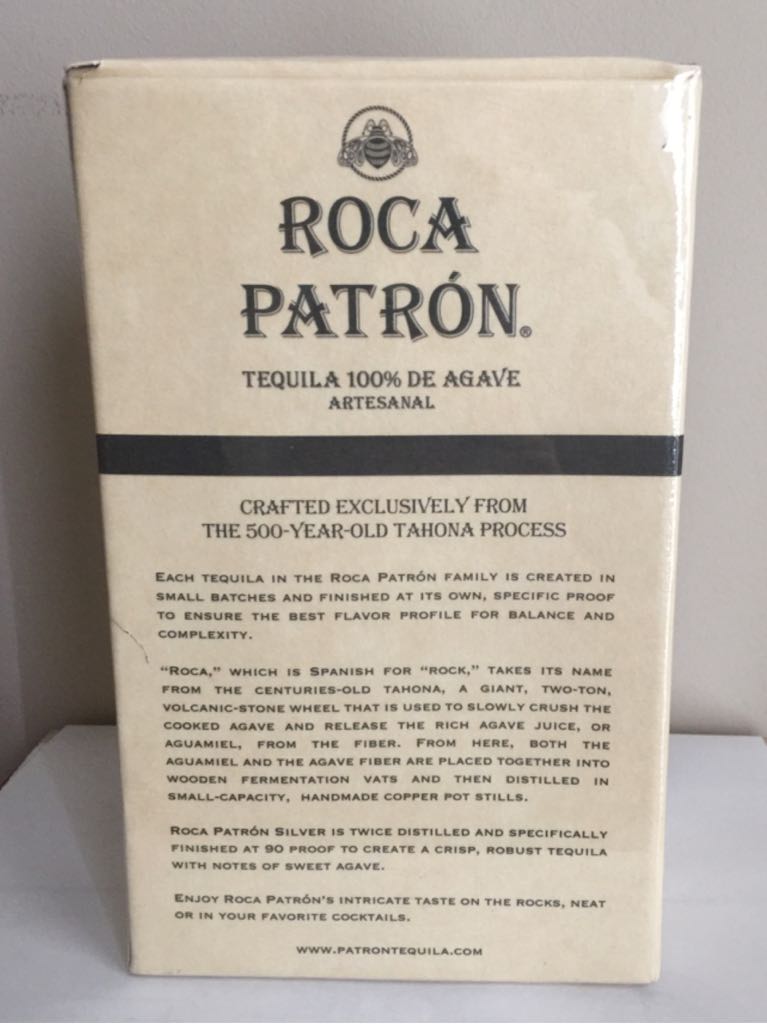 ROCA
PATRÓN®
TEQUILA 100% DE AGAVE
ARTESANAL
CRAFTED EXCLUSIVELY FROM
THE 500-YEAR-OLD TAHONA PROCESS
EACH TEQUILA IN THE ROCA PATRÓN FAMILY IS CREATED IN
SMALL BATCHES AND FINISHED AT ITS OWN, SPECIFIC PROOF
TO ENSURE THE BEST FLAVOR PROFILE FOR BALANCE AND
COMPLEXITY.
“ROCA,” WHICH IS SPANISH FOR “ROCK,” TAKES ITS NAME
FROM THE CENTURIES-OLD TAHONA, A GIANT, TWO-TON,
VOLCANIC-STONE WHEEL THAT IS USED TO SLOWLY CRUSH THE
COOKED AGAVE AND RELEASE THE RICH AGAVE JUICE, OR
AGUAMIEL, FROM THE FIBER. FROM HERE, BOTH THE
AGUAMIEL AND THE AGAVE FIBER ARE PLACED TOGETHER INTO
WOODEN FERMENTATION VATS AND THEN DISTILLED IN
SMALL-CAPACITY, HANDMADE COPPER POT STILLS.
ROCA PATRÓN SILVER IS TWICE DISTILLED AND SPECIFICALLY
FINISHED AT 90 PROOF TO CREATE A CRISP, ROBUST TEQUILA
WITH NOTES OF SWEET AGAVE.
ENJOY ROCA PATRÓN'S INTRICATE TASTE ON THE ROCKS, NEAT
OR IN YOUR FAVORITE COCKTAILS.
WWW.PATRONTEQUILA.COM